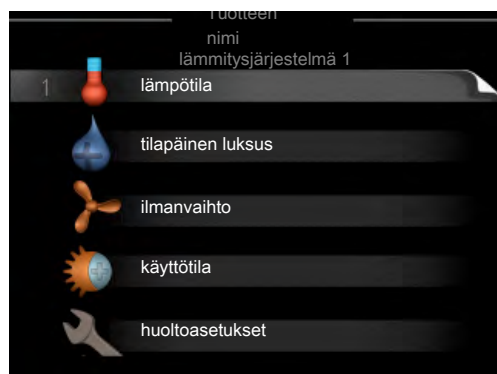 Tuotteen
nimi
lämmitysjärjestelmä 1
1 lämpötila
tilapäinen luksus
ilmanvaihto
käyttötila
huoltoasetukset